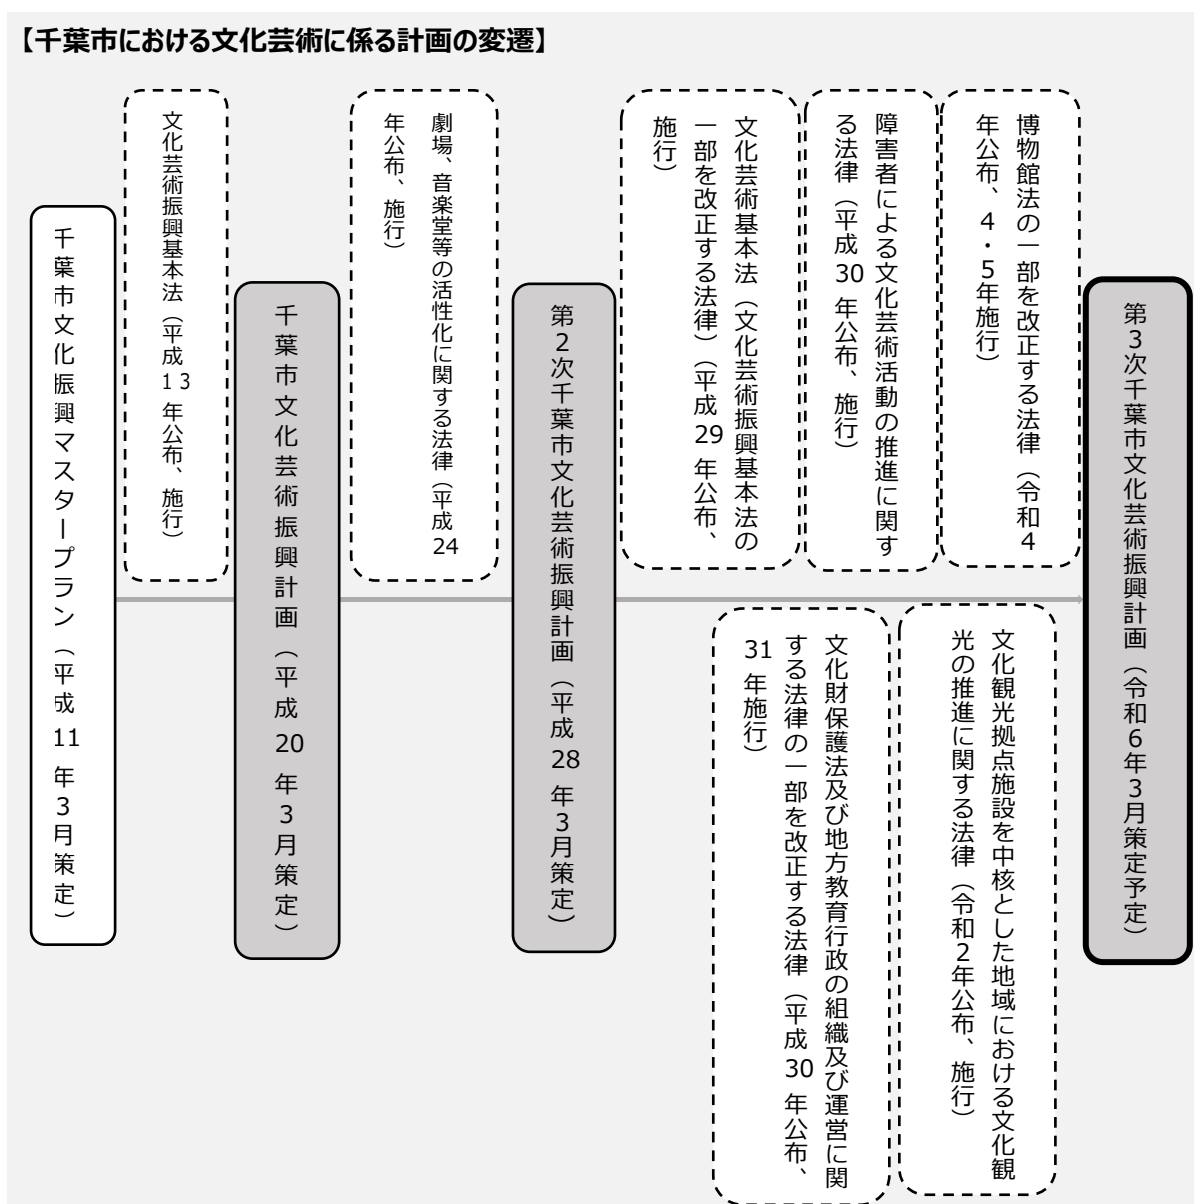 【千葉市における文化芸術に係る計画の変遷】
千葉市文化振興マスタープラン（平成11年３月策定）
文化芸術振興基本法（平成13年公布、施行）
千葉市文化芸術振興計画（平成20年３月策定）
劇場、音楽堂等の活性化に関する法律（平成24
年公布、施行）
第２次千葉市文化芸術振興計画（平成28年３月策定）
文化芸術基本法（文化芸術振興基本法の
一部を改正する法律）（平成29年公布、
施行）
文化財保護法及び地方教育行政の組織及び運営に関
する法律の一部を改正する法律（平成30年公布、
31年施行）
障害者による文化芸術活動の推進に関す
る法律（平成30年公布、施行）
文化観光拠点施設を中核とした地域における文化観
光の推進に関する法律（令和２年公布、施行）
博物館法の一部を改正する法律（令和４
年公布、４・５年施行）
第３次千葉市文化芸術振興計画（令和６年３月策定予定）